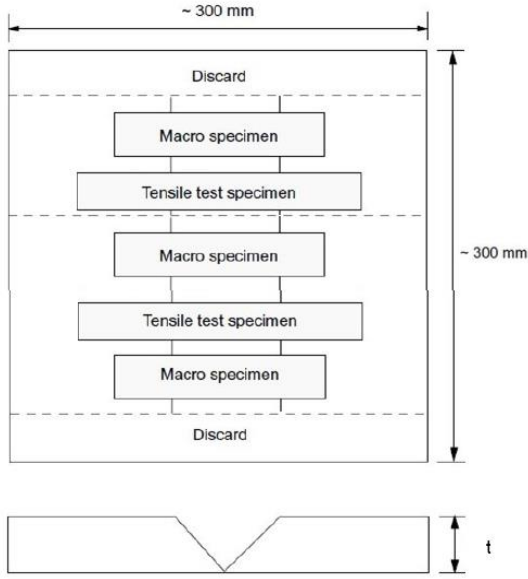 ~ 300 mm
Discard
Macro specimen
Tensile test specimen
Macro specimen
~ 300 mm
Tensile test specimen
Macro specimen
Discard
t